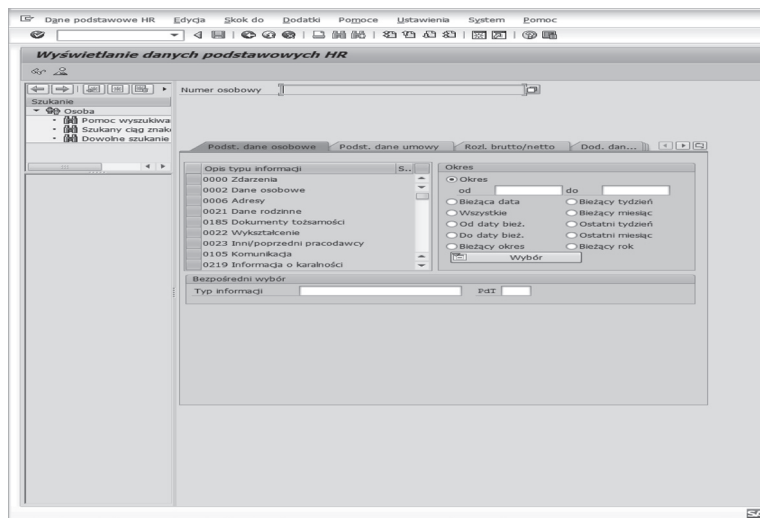 Dane podstawowe HR Edycja Skok do Dodatki Pomoce Ustawienia System Pomoc
Wyświetlanie danych podstawowych HR
Numer osobowy
Szukanie
Osoba
Pomoc wyszukiwa
Szukany ciąg znak
Dowolne szukanie
Podst. dane osobowe Podst. dane umowy Rozl. brutto/netto Dod. dan...
Opis typu informacji S..
0000 Zdarzenia
0002 Dane osobowe
0006 Adresy
0021 Dane rodzinne
0185 Dokumenty tożsamości
0022 Wykształcenie
0023 Inni/poprzedni pracodawcy
0105 Komunikacja
0219 Informacja o karalności
Okres
Okres
od do
Bieżąca data Bieżący tydzień
Wszystkie Bieżący miesiąc
Od daty bież. Ostatni tydzień
Do daty bież. Ostatni miesiąc
Bieżący okres Bieżący rok
Wybór
Bezpośredni wybór
Typ informacji PdT